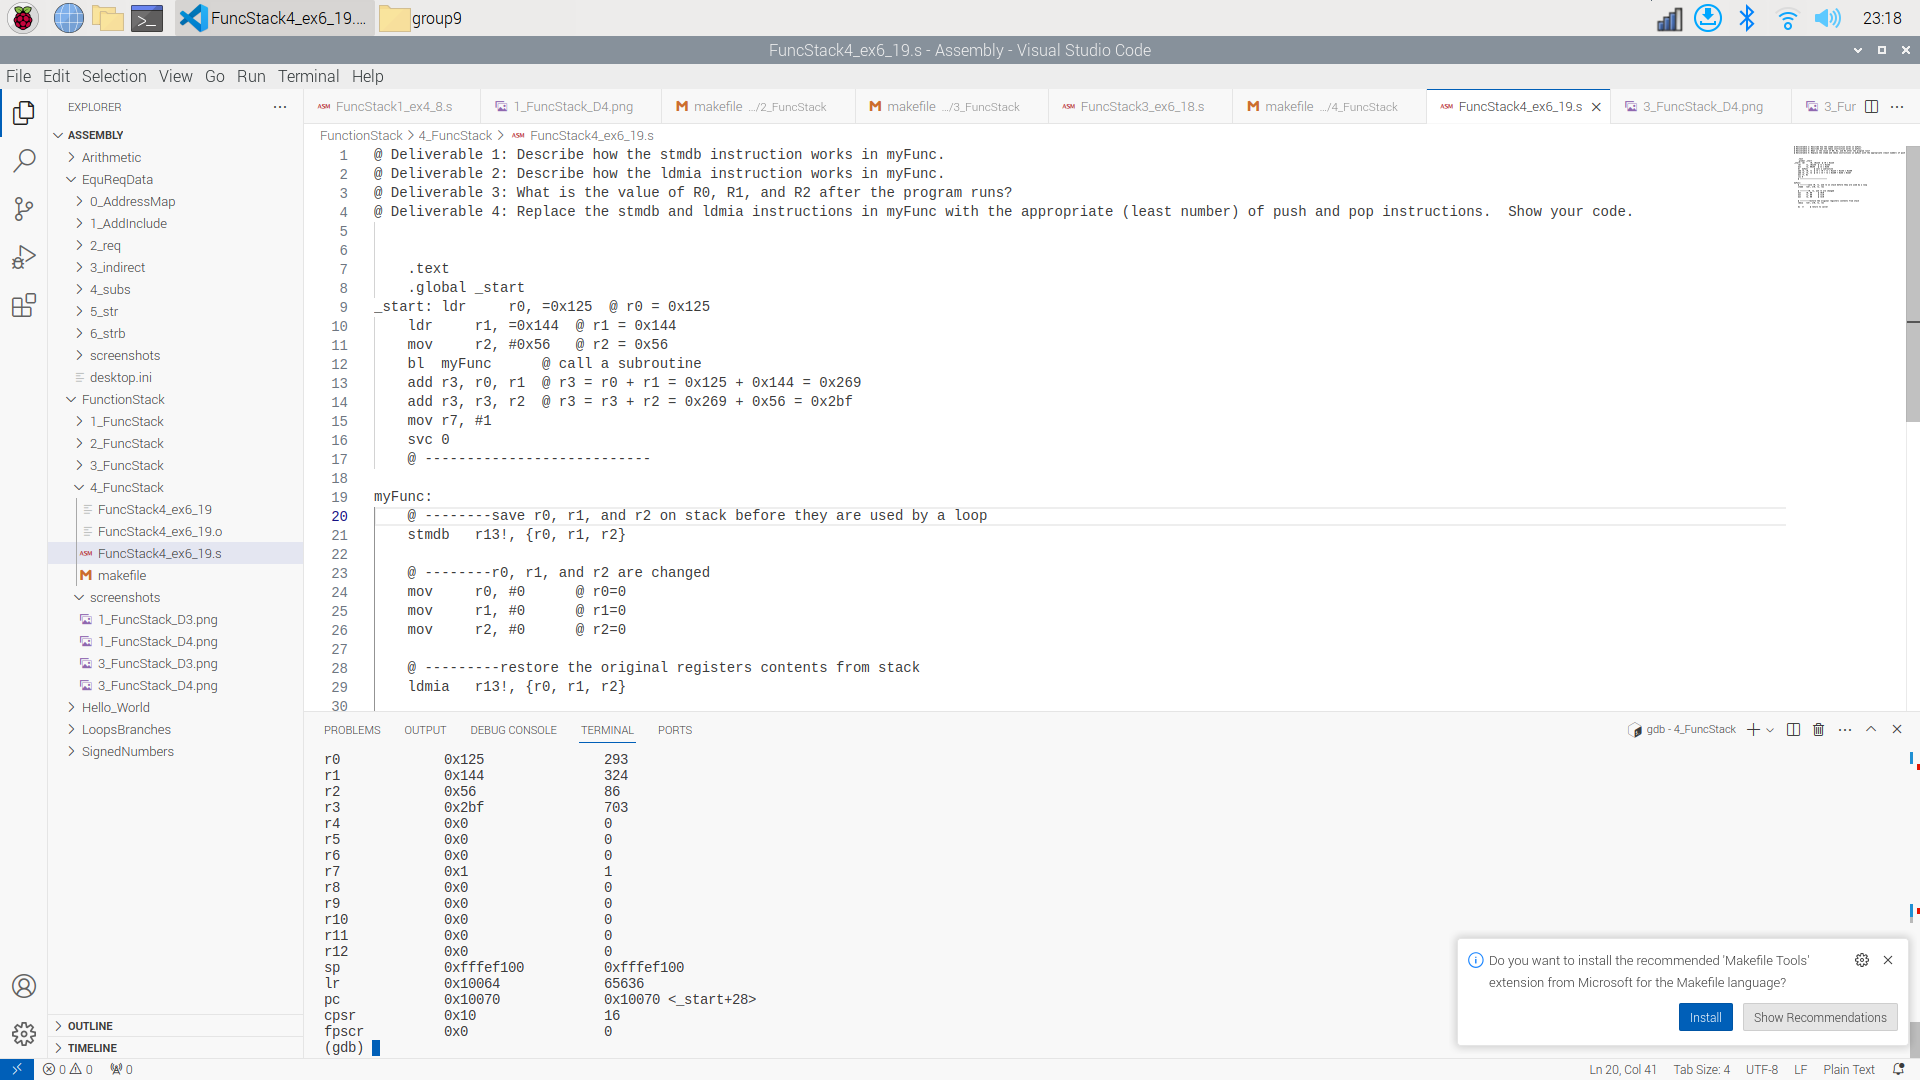 FuncStack4_ex6_19....
group9
23:18
FuncStack4_ex6_19.s - Assembly - Visual Studio Code
File Edit Selection View Go Run Terminal Help
EXPLORER
ASSEMBLY
Arithmetic
EquReqData
0_AddressMap
1_AddInclude
2_req
3_indirect
4_subs
5_str
6_strb
screenshots
desktop.ini
FunctionStack
1_FuncStack
2_FuncStack
3_FuncStack
4_FuncStack
FuncStack4_ex6_19
FuncStack4_ex6_19.o
ASM FuncStack4_ex6_19.s
M makefile
screenshots
1_FuncStack_D3.png
1_FuncStack_D4.png
3_FuncStack_D3.png
3_FuncStack_D4.png
Hello_World
LoopsBranches
SignedNumbers
OUTLINE
TIMELINE
ASM FuncStack1_ex4_8.s 1_FuncStack_D4.png M makefile .../2_FuncStack M makefile .../3_FuncStack ASM FuncStack3_ex6_18.s M makefile .../4_FuncStack ASM FuncStack4_ex6_19.s 3_FuncStack_D4.png 3_Fur
FunctionStack > 4_FuncStack > ASM FuncStack4_ex6_19.s
1 @ Deliverable 1: Describe how the stmdb instruction works in myFunc.
2 @ Deliverable 2: Describe how the ldmia instruction works in myFunc.
3 @ Deliverable 3: What is the value of R0, R1, and R2 after the program runs?
4 @ Deliverable 4: Replace the stmdb and ldmia instructions in myFunc with the appropriate (least number) of push and pop instructions.  Show your code.
5
6
7 .text
8 .global _start
9 _start: ldr     r0, =0x125  @ r0 = 0x125
10 ldr     r1, =0x144  @ r1 = 0x144
11 mov     r2, #0x56   @ r2 = 0x56
12 bl  myFunc      @ call a subroutine
13 add r3, r0, r1  @ r3 = r0 + r1 = 0x125 + 0x144 = 0x269
14 add r3, r3, r2  @ r3 = r3 + r2 = 0x269 + 0x56 = 0x2bf
15 mov r7, #1
16 svc 0
17 @ ---------------------------
18
19 myFunc:
20 @ --------save r0, r1, and r2 on stack before they are used by a loop
21 stmdb   r13!, {r0, r1, r2}
22
23 @ --------r0, r1, and r2 are changed
24 mov     r0, #0      @ r0=0
25 mov     r1, #0      @ r1=0
26 mov     r2, #0      @ r2=0
27
28 @ ---------restore the original registers contents from stack
29 ldmia   r13!, {r0, r1, r2}
30
PROBLEMS OUTPUT DEBUG CONSOLE TERMINAL PORTS
gdb - 4_FuncStack
r0 0x125 293
r1 0x144 324
r2 0x56 86
r3 0x2bf 703
r4 0x0 0
r5 0x0 0
r6 0x0 0
r7 0x1 1
r8 0x0 0
r9 0x0 0
r10 0x0 0
r11 0x0 0
r12 0x0 0
sp 0xfffef100 0xfffef100
lr 0x10064 65636
pc 0x10070 0x10070 <_start+28>
cpsr 0x10 16
fpscr 0x0 0
(gdb)
Do you want to install the recommended 'Makefile Tools'
extension from Microsoft for the Makefile language?
Install Show Recommendations
0 0 0 Ln 20, Col 41 Tab Size: 4 UTF-8 LF Plain Text